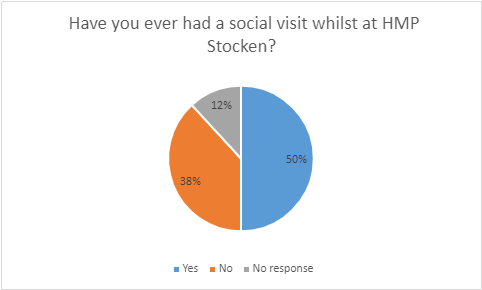 Have you ever had a social visit whilst at HMP
Stocken?
12%
50%
38%
Yes No No response